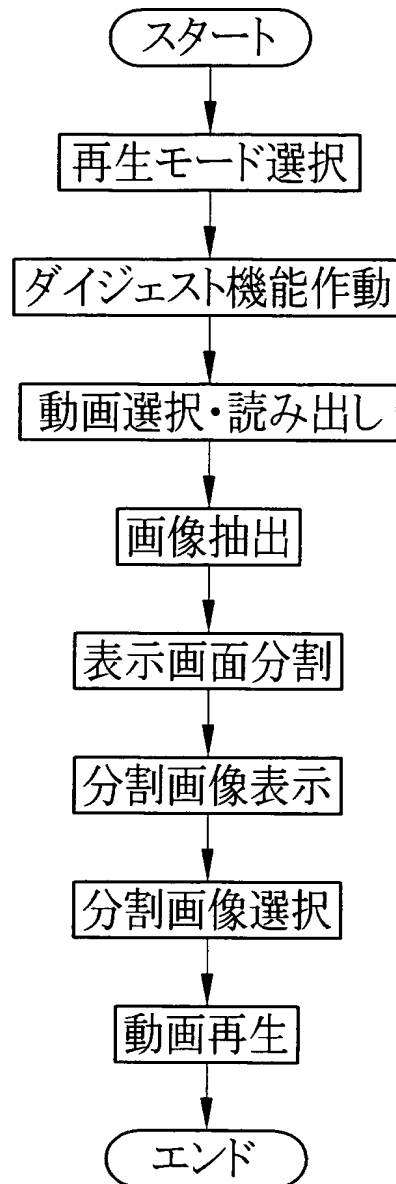 スタート
再生モード選択
ダイジェスト機能作動
動画選択・読み出し
画像抽出
表示画面分割
分割画像表示
分割画像選択
動画再生
エンド